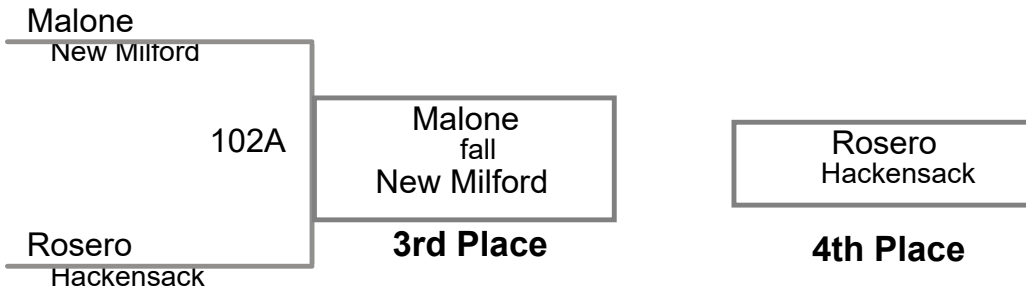 Malone
New Milford
102A
Rosero
Hackensack
Malone
fall
New Milford
3rd Place
Rosero
Hackensack
4th Place